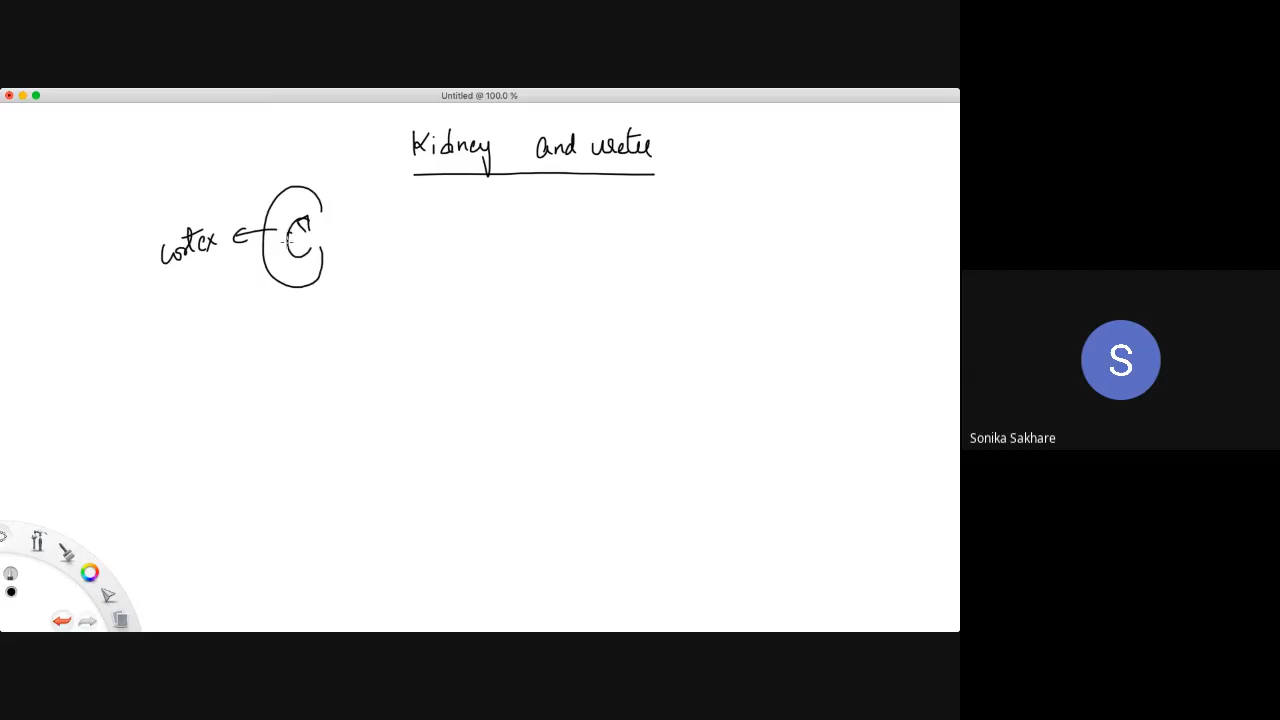 Untitled @ 100.0 %
Kidney and ureter
cortex
S
Sonika Sakhare